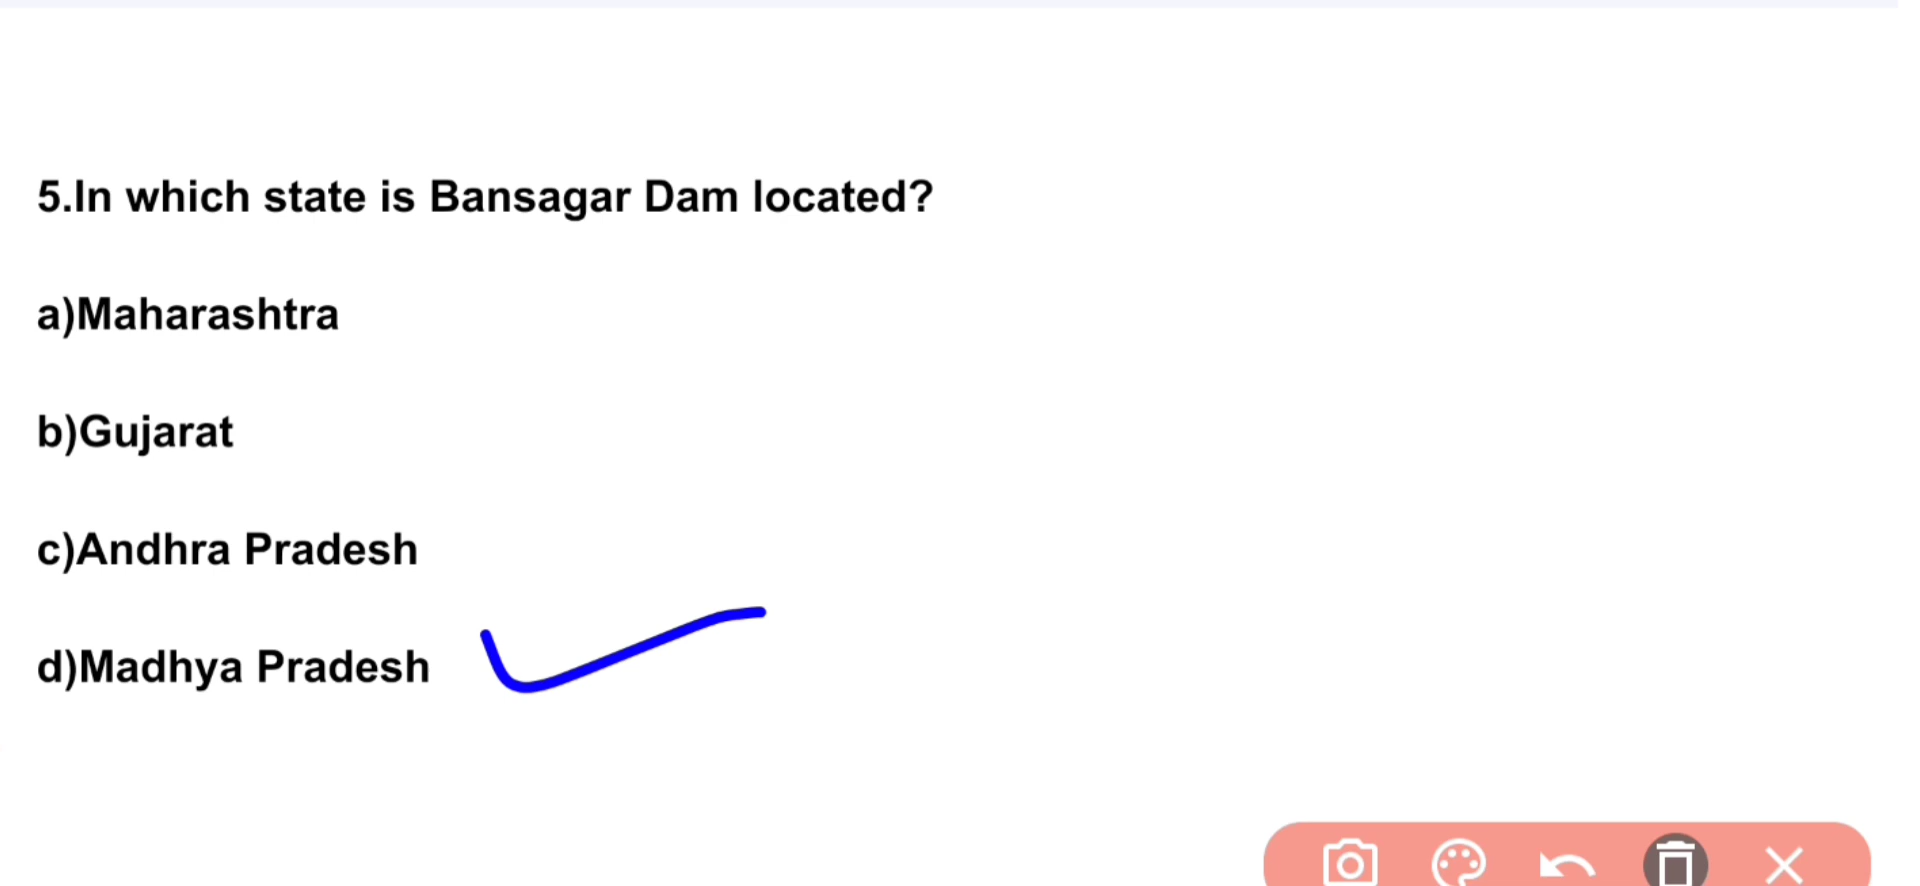 5.In which state is Bansagar Dam located?
a)Maharashtra
b)Gujarat
c)Andhra Pradesh
d)Madhya Pradesh